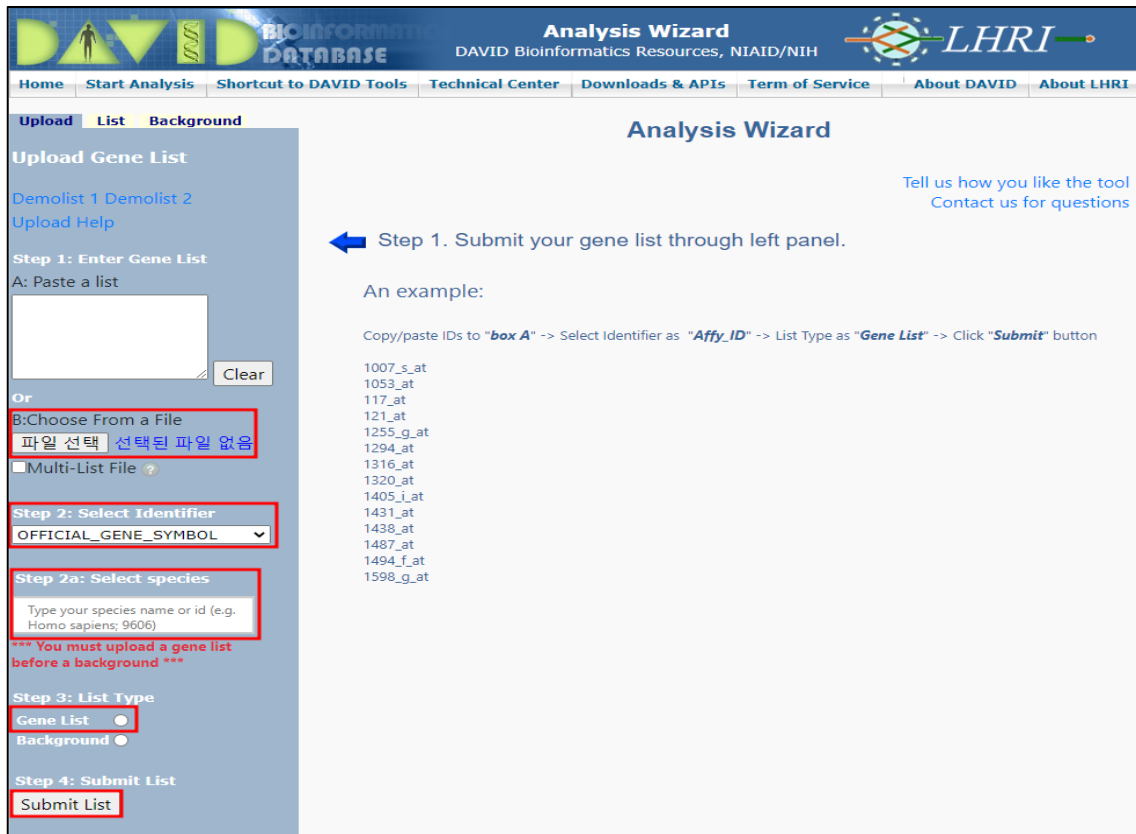 DAVID BIOINFORMATICS DATABASE
Analysis Wizard
DAVID Bioinformatics Resources, NIAID/NIH
LHRI
Home Start Analysis Shortcut to DAVID Tools Technical Center Downloads & APIs Term of Service About DAVID About LHRI
Upload List Background
Upload Gene List
Demolist 1 Demolist 2
Upload Help
Step 1: Enter Gene List
A: Paste a list
Clear
Or
B:Choose From a File
파일 선택 선택된 파일 없음
Multi-List File ?
Step 2: Select Identifier
OFFICIAL_GENE_SYMBOL
Step 2a: Select species
Type your species name or id (e.g.
Homo sapiens; 9606)
*** You must upload a gene list
before a background ***
Step 3: List Type
Gene List
Background
Step 4: Submit List
Submit List
Analysis Wizard
Tell us how you like the tool
Contact us for questions
Step 1. Submit your gene list through left panel.
An example:
Copy/paste IDs to "box A" -> Select Identifier as "Affy_ID" -> List Type as "Gene List" -> Click "Submit" button
1007_s_at
1053_at
117_at
121_at
1255_g_at
1294_at
1316_at
1320_at
1405_i_at
1431_at
1438_at
1487_at
1494_f_at
1598_g_at